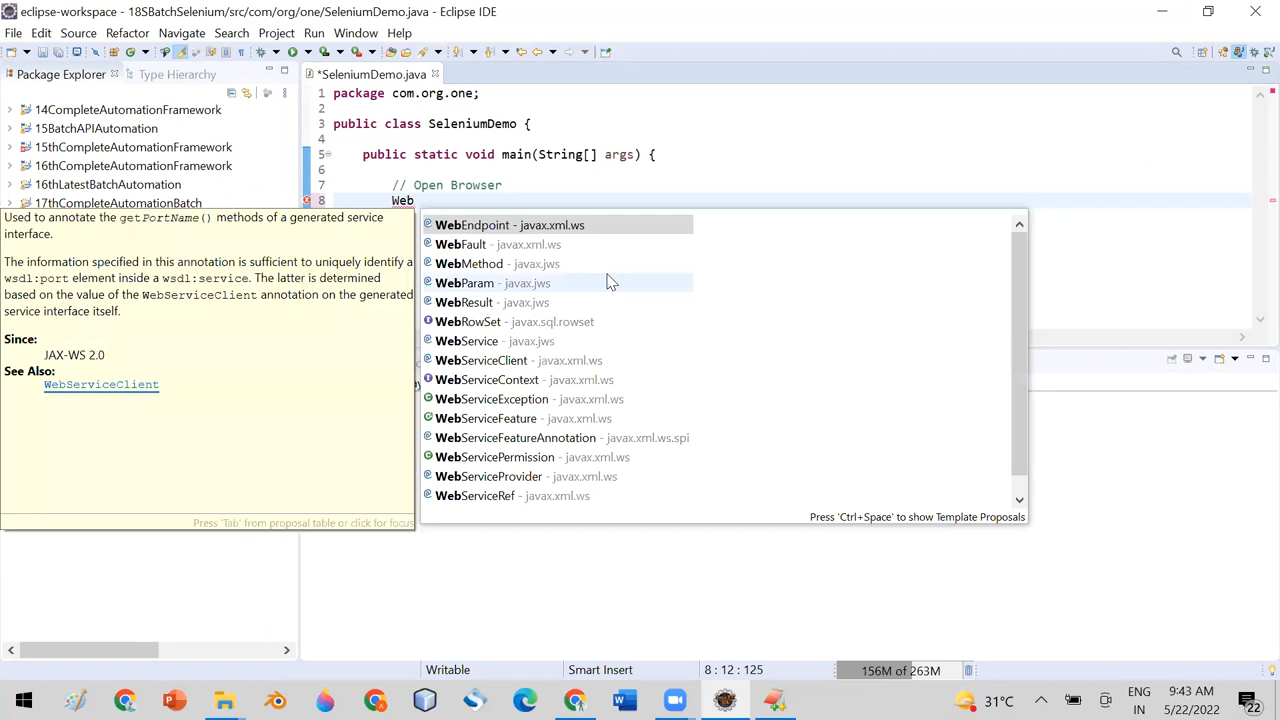 eclipse-workspace - 18SBatchSelenium/src/com/org/one/SeleniumDemo.java - Eclipse IDE
File Edit Source Refactor Navigate Search Project Run Window Help
Package Explorer Type Hierarchy
*SeleniumDemo.java
14CompleteAutomationFramework
15BatchAPIAutomation
15thCompleteAutomationFramework
16thCompleteAutomationFramework
16thLatestBatchAutomation
17thCompleteAutomationBatch
1 package com.org.one;
2
3 public class SeleniumDemo {
4
5 public static void main(String[] args) {
6
7 // Open Browser
8 Web
Used to annotate the getPortName() methods of a generated service
interface.
The information specified in this annotation is sufficient to uniquely identify a
wsdl:port element inside a wsdl:service. The latter is determined
based on the value of the WebServiceClient annotation on the generated
service interface itself.
Since:
JAX-WS 2.0
See Also:
WebServiceClient
Press 'Tab' from proposal table or click for focus
WebEndpoint - javax.xml.ws
WebFault - javax.xml.ws
WebMethod - javax.jws
WebParam - javax.jws
WebResult - javax.jws
WebRowSet - javax.sql.rowset
WebService - javax.jws
WebServiceClient - javax.xml.ws
WebServiceContext - javax.xml.ws
WebServiceException - javax.xml.ws
WebServiceFeature - javax.xml.ws
WebServiceFeatureAnnotation - javax.xml.ws.spi
WebServicePermission - javax.xml.ws
WebServiceProvider - javax.xml.ws
WebServiceRef - javax.xml.ws
Press 'Ctrl+Space' to show Template Proposals
Writable Smart Insert 8 : 12 : 125 156M of 263M
31°C
ENG
IN
9:43 AM
5/22/2022
22